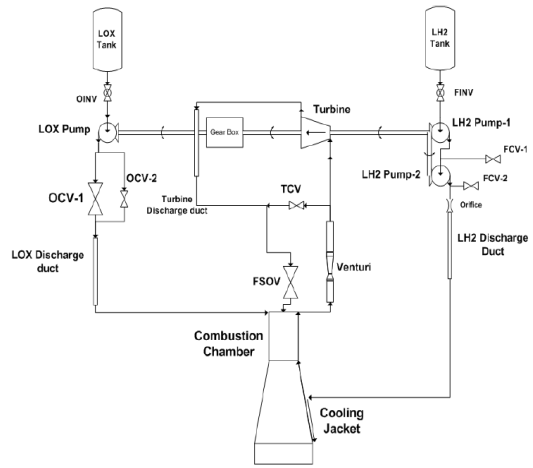 LOX
Tank
LH2
Tank
OINV
FINV
Turbine
LOX Pump
Gear Box
LH2 Pump-1
FCV-1
OCV-2
OCV-1
TCV
LH2 Pump-2
FCV-2
Turbine
Discharge duct
Orifice
LOX Discharge
duct
LH2 Discharge
Duct
Venturi
FSOV
Combustion
Chamber
Cooling
Jacket